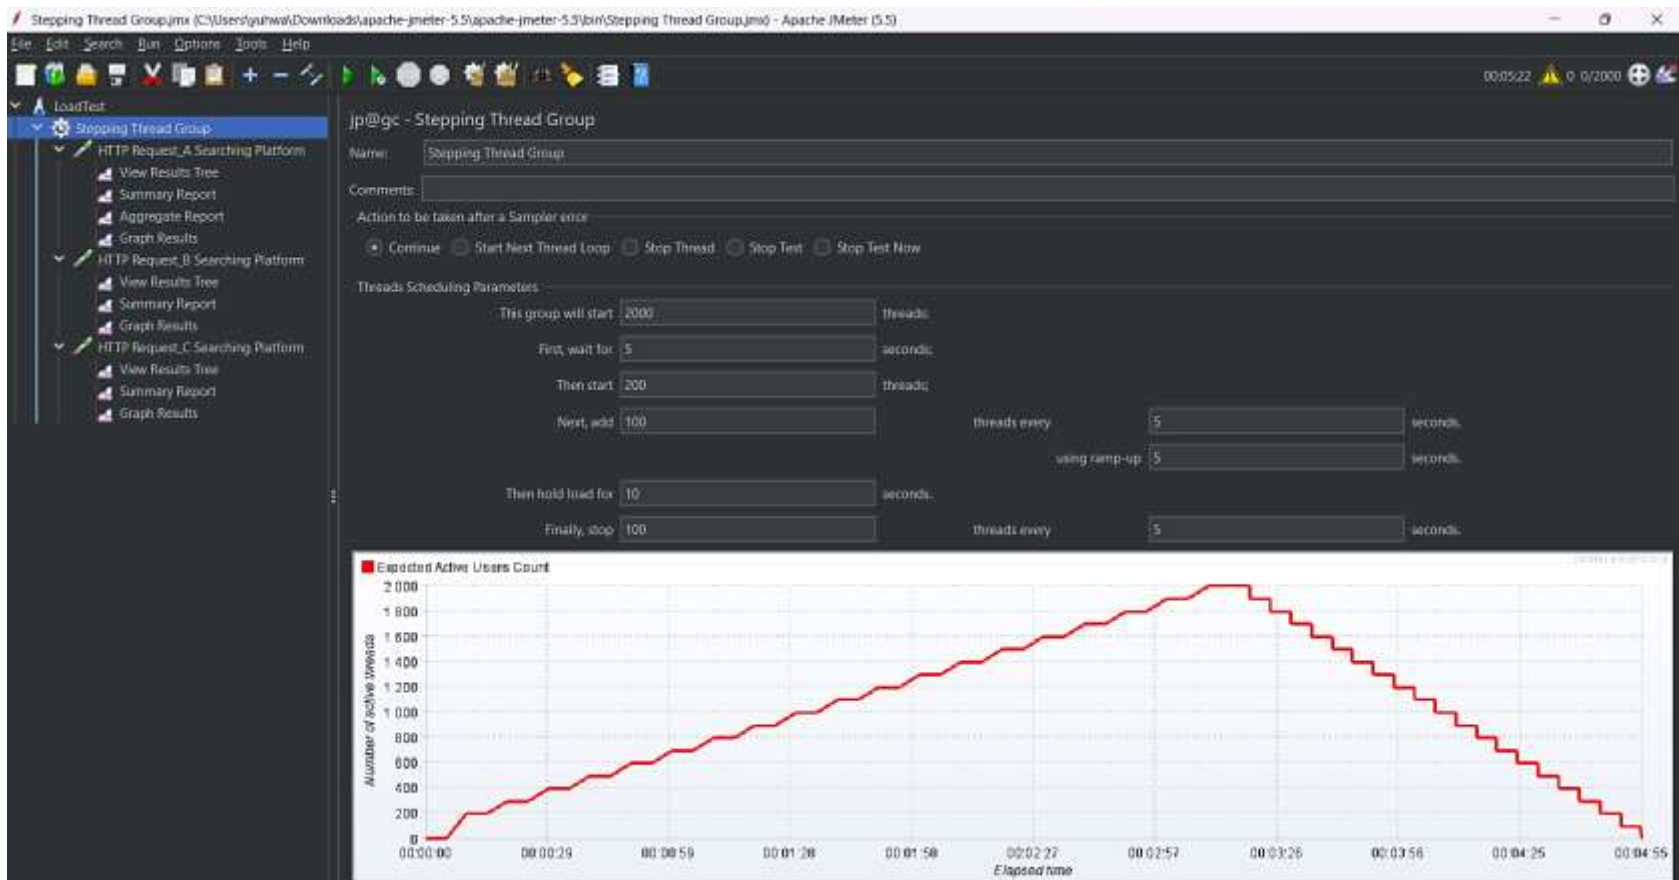 Stepping Thread Group.jmx (C:\Users\yuhwa\Downloads\apache-jmeter-5.5\apache-jmeter-5.5\bin\Stepping Thread Group.jmx) - Apache JMeter (5.5)
File Edit Search Run Options Tools Help
00:05:22 0 0/2000
LoadTest
Stepping Thread Group
HTTP Request_A Searching Platform
View Results Tree
Summary Report
Aggregate Report
Graph Results
HTTP Request_B Searching Platform
View Results Tree
Summary Report
Graph Results
HTTP Request_C Searching Platform
View Results Tree
Summary Report
Graph Results
jp@gc - Stepping Thread Group
Name: Stepping Thread Group
Comments:
Action to be taken after a Sampler error
Continue Start Next Thread Loop Stop Thread Stop Test Stop Test Now
Threads Scheduling Parameters
This group will start 2000 threads:
First, wait for 5 seconds;
Then start 200 threads;
Next, add 100 threads every 5 seconds,
using ramp-up 5 seconds.
Then hold load for 10 seconds.
Finally, stop 100 threads every 5 seconds.
Expected Active Users Count
2 000
1 800
1 600
1 400
1 200
1 000
800
600
400
200
0
Number of active threads
00:00:00 00:00:29 00:00:59 00:01:28 00:01:58 00:02:27 00:02:57 00:03:26 00:03:56 00:04:25 00:04:55
Elapsed time